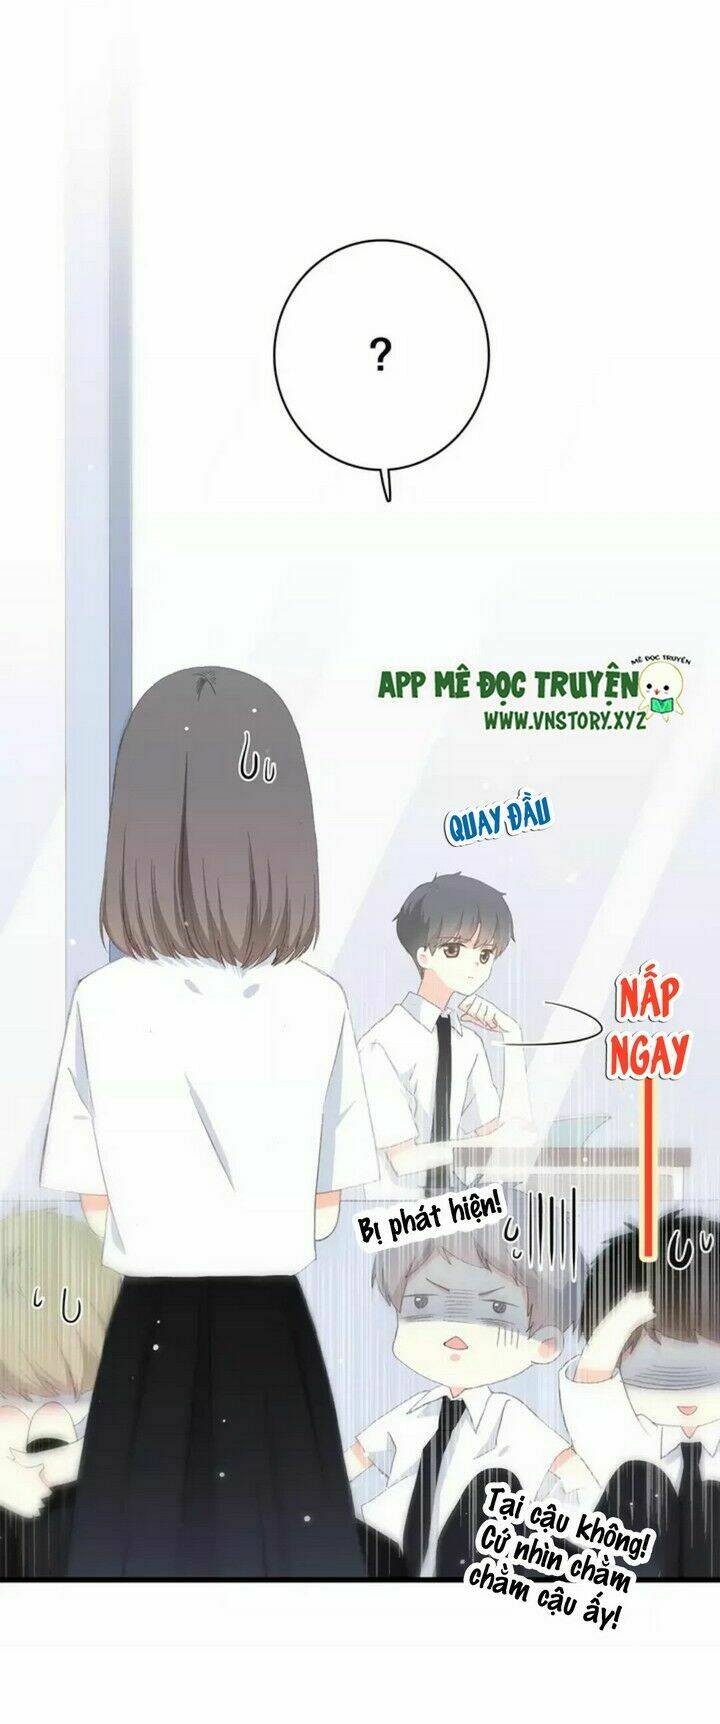 ?
MÊ ĐỌC TRUYỆN
APP MÊ ĐỌC TRUYỆN
WWW.VNSTORY.XYZ
QUAY ĐẦU
NẤP
NGAY
Bị phát hiện!
Tại cậu không!
Cứ nhìn chằm
chằm cậu ấy!